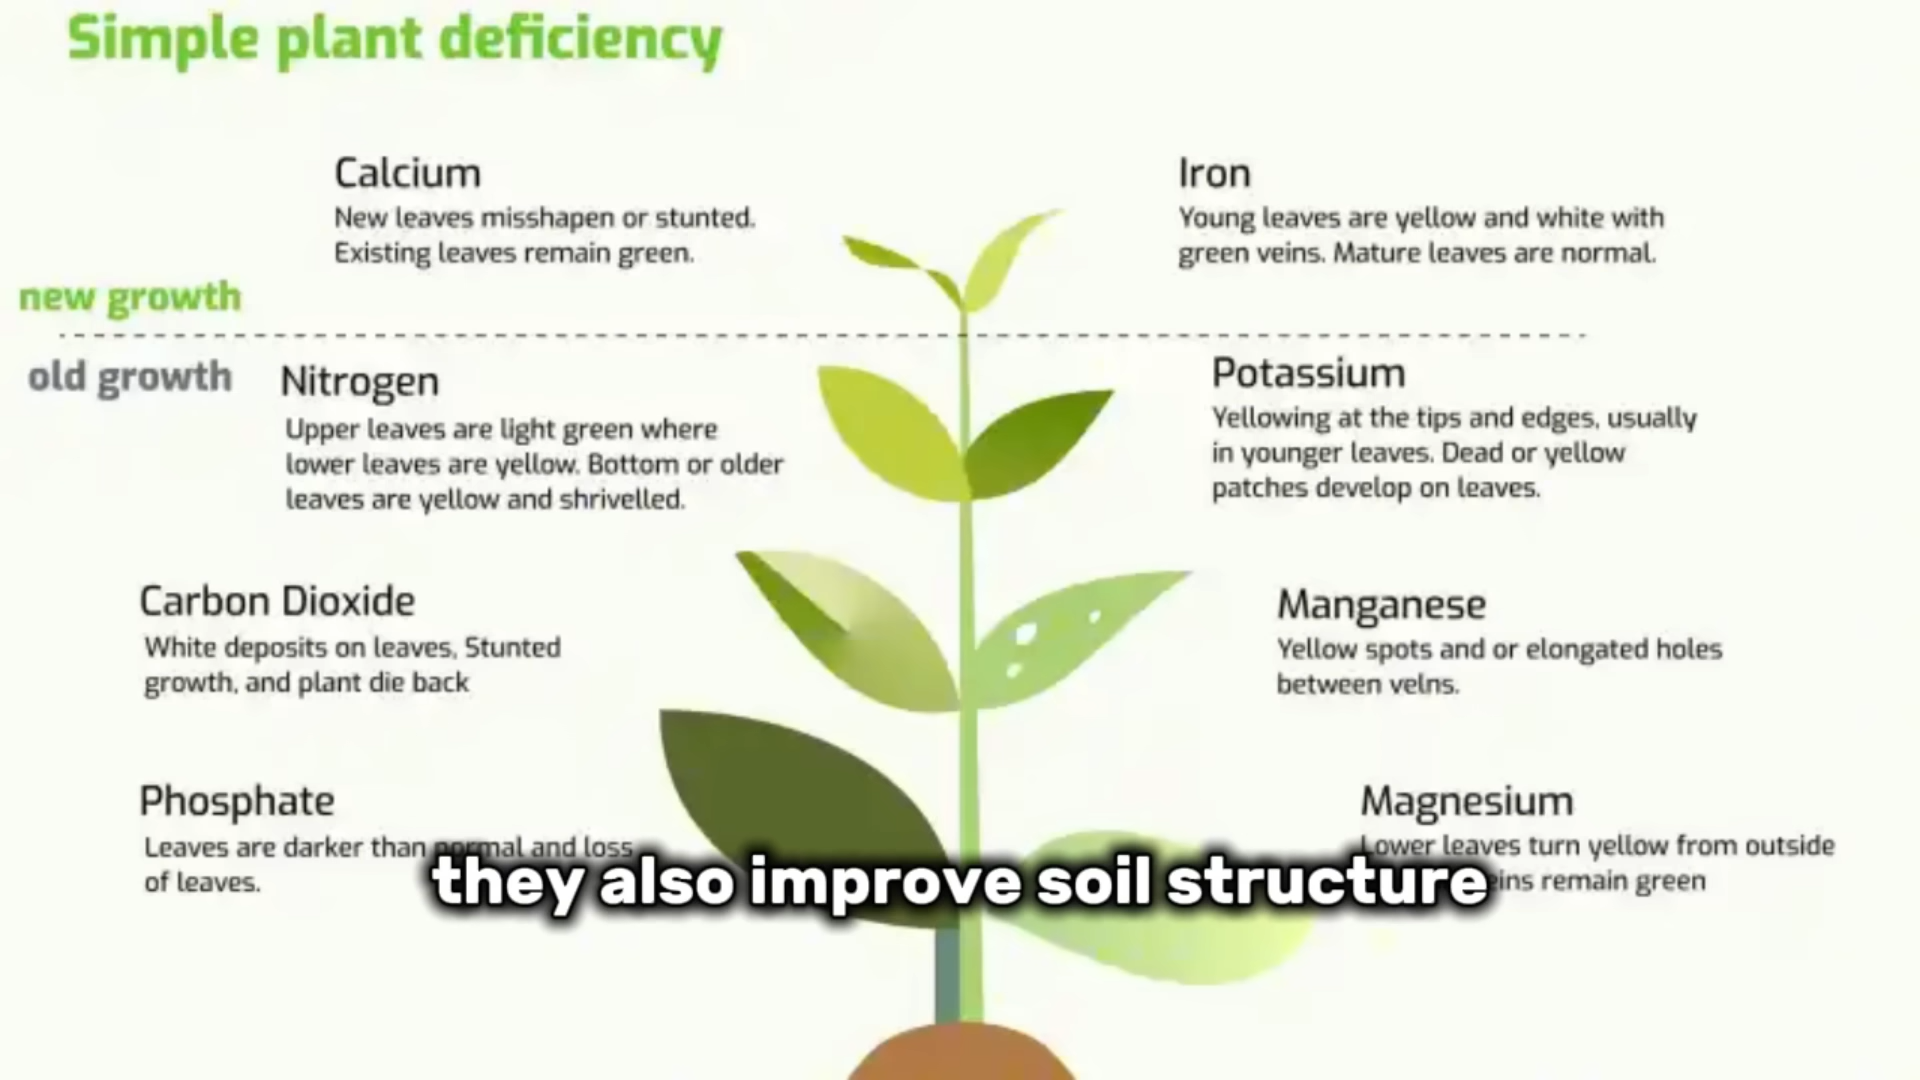 Simple plant deficiency
Calcium
New leaves misshapen or stunted.
Existing leaves remain green.
Iron
Young leaves are yellow and white with
green veins. Mature leaves are normal.
new growth
old growth
Nitrogen
Upper leaves are light green where
lower leaves are yellow. Bottom or older
leaves are yellow and shrivelled.
Potassium
Yellowing at the tips and edges, usually
in younger leaves. Dead or yellow
patches develop on leaves.
Carbon Dioxide
White deposits on leaves, Stunted
growth, and plant die back
Manganese
Yellow spots and or elongated holes
between velns.
Phosphate
Leaves are darker than normal and loss
of leaves.
Magnesium
Lower leaves turn yellow from outside
remain green
they also improve soil structure